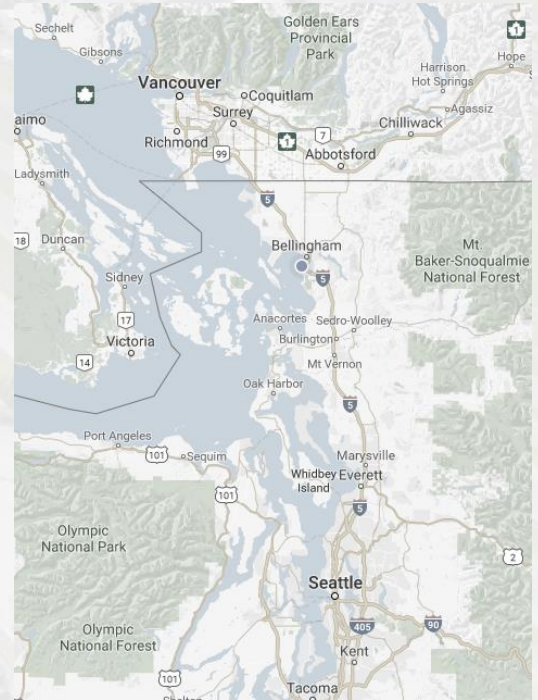 Sechelt
Golden Ears
Provincial
Park
1
Gibsons
Hope
Harrison
Hot Springs
Vancouver
Coquitlam
Agassiz
Surrey
Chilliwack
aimo
7
1
Richmond
99
Abbotsford
Ladysmith
5
18
Duncan
Bellingham
Mt.
Baker-Snoqualmie
National Forest
5
Sidney
17
Anacortes
Sedro-Woolley
Victoria
Burlington
14
Mt Vernon
Oak Harbor
5
Port Angeles
101
Sequim
Marysville
Whidbey
Island
Everett
101
5
Olympic
National Park
2
Seattle
Olympic
National Forest
405
90
Kent
101
Tacoma
Shelton